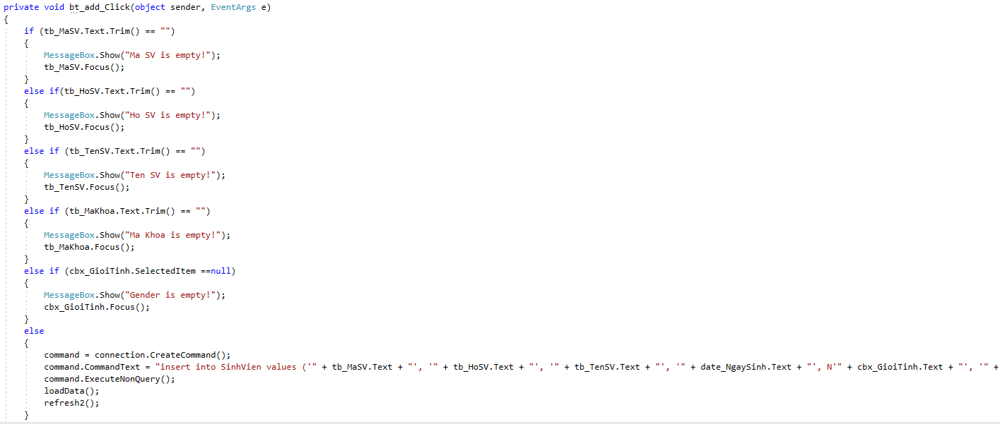 private void bt_add_Click(object sender, EventArgs e)
{
    if (tb_MaSV.Text.Trim() == "")
    {
        MessageBox.Show("Ma SV is empty!");
        tb_MaSV.Focus();
    }
    else if(tb_HoSV.Text.Trim() == "")
    {
        MessageBox.Show("Ho SV is empty!");
        tb_HoSV.Focus();
    }
    else if (tb_TenSV.Text.Trim() == "")
    {
        MessageBox.Show("Ten SV is empty!");
        tb_TenSV.Focus();
    }
    else if (tb_MaKhoa.Text.Trim() == "")
    {
        MessageBox.Show("Ma Khoa is empty!");
        tb_MaKhoa.Focus();
    }
    else if (cbx_GioiTinh.SelectedItem ==null)
    {
        MessageBox.Show("Gender is empty!");
        cbx_GioiTinh.Focus();
    }
    else
    {
        command = connection.CreateCommand();
        command.CommandText = "insert into SinhVien values ('" + tb_MaSV.Text + "', '" + tb_HoSV.Text + "', '" + tb_TenSV.Text + "', '" + date_NgaySinh.Text + "', N'" + cbx_GioiTinh.Text + "', '" +
        command.ExecuteNonQuery();
        loadData();
        refresh2();
    }